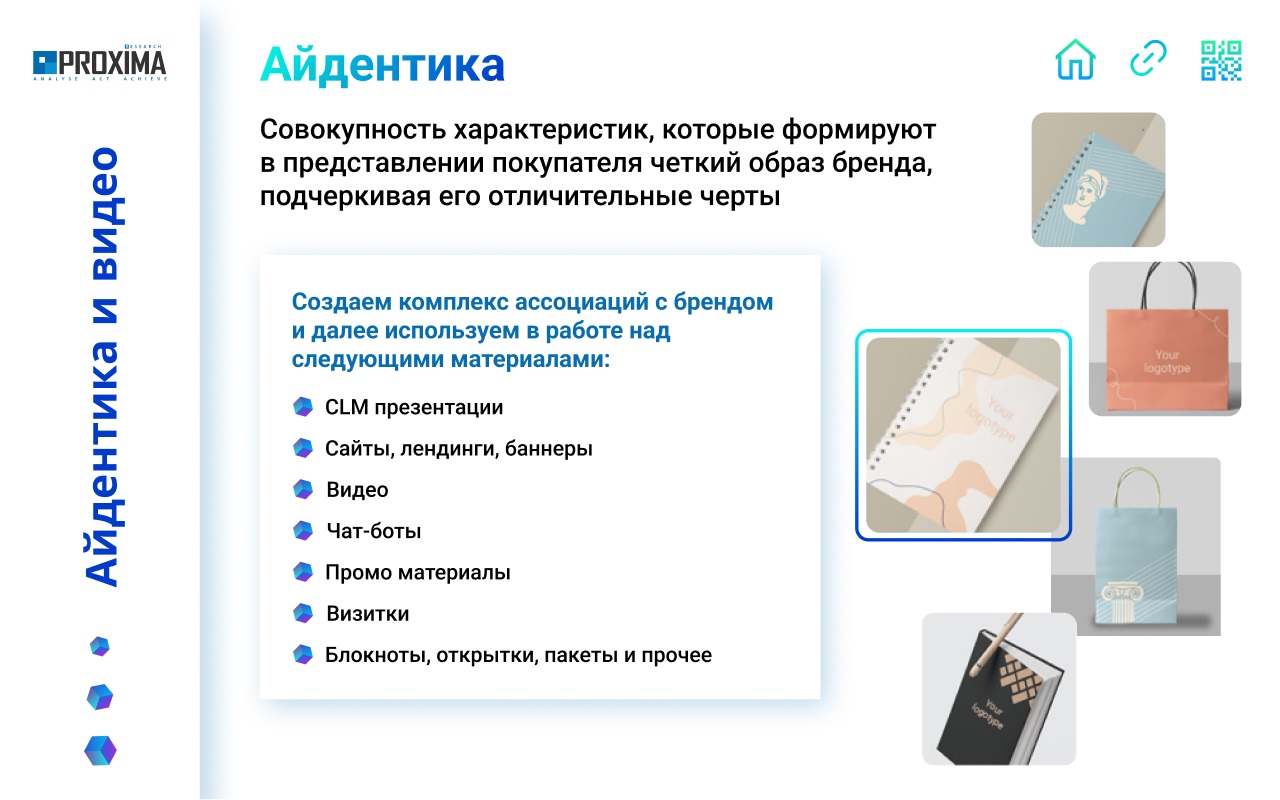 RESEARCH
PROXIMA
ANALYSE ACT ACHIEVE
Айдентика и видео
Айдентика
Совокупность характеристик, которые формируют
в представлении покупателя четкий образ бренда,
подчеркивая его отличительные черты
Создаем комплекс ассоциаций с брендом
и далее используем в работе над
следующими материалами:
CLM презентации
Сайты, лендинги, баннеры
Видео
Чат-боты
Промо материалы
Визитки
Блокноты, открытки, пакеты и прочее
Your
logotype
Your
logotype
Your
logotype